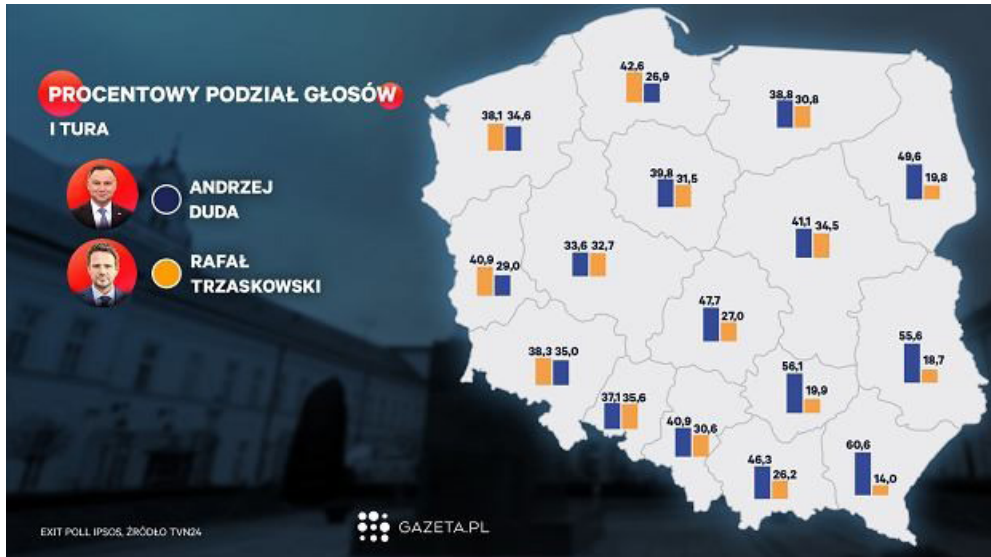 PROCENTOWY PODZIAŁ GŁOSÓW
I TURA
ANDRZEJ
DUDA
RAFAŁ
TRZASKOWSKI
42,6 26,9
38,8 30,8
38,1 34,6
49,6 19,8
39,8 31,5
41,1 34,5
33,6 32,7
40,9 29,0
47,7 27,0
55,6 18,7
38,3 35,0
56,1 19,9
37,1 35,6
40,9 30,6
60,6 14,0
46,3 26,2
EXIT POLL IPSOS, ŹRÓDŁO TVN24
GAZETA.PL